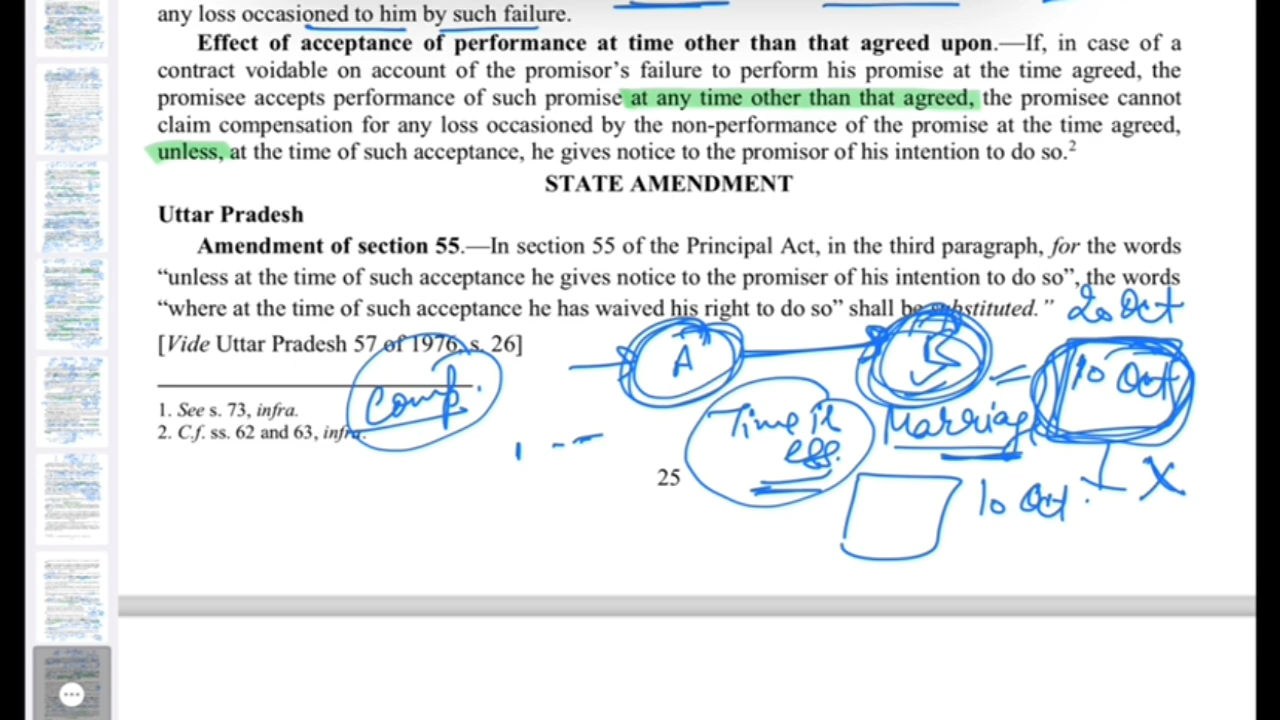 any loss occasioned to him by such failure.
Effect of acceptance of performance at time other than that agreed upon.—If, in case of a
contract voidable on account of the promisor’s failure to perform his promise at the time agreed, the
promisee accepts performance of such promise at any time other than that agreed, the promisee cannot
claim compensation for any loss occasioned by the non-performance of the promise at the time agreed,
unless, at the time of such acceptance, he gives notice to the promisor of his intention to do so.2
STATE AMENDMENT
Uttar Pradesh
Amendment of section 55.—In section 55 of the Principal Act, in the third paragraph, for the words
“unless at the time of such acceptance he gives notice to the promiser of his intention to do so”, the words
“where at the time of such acceptance he has waived his right to do so” shall be substituted.”
20 Oct
[Vide Uttar Pradesh 57 of 1976, s. 26]
A
B
10 Oct
Comp.
1. See s. 73, infra.
2. C.f. ss. 62 and 63, infra.
Time is
ess.
Marriage
25
10 Oct.
X